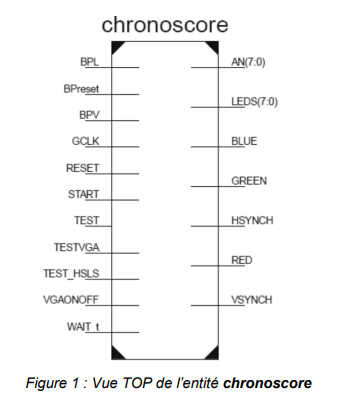 chronoscore
BPL
BPreset
BPV
GCLK
RESET
START
TEST
TESTVGA
TEST_HSLS
VGAONOFF
WAIT_t
AN(7:0)
LEDS(7:0)
BLUE
GREEN
HSYNCH
RED
VSYNCH
Figure 1 : Vue TOP de l'entité chronoscore